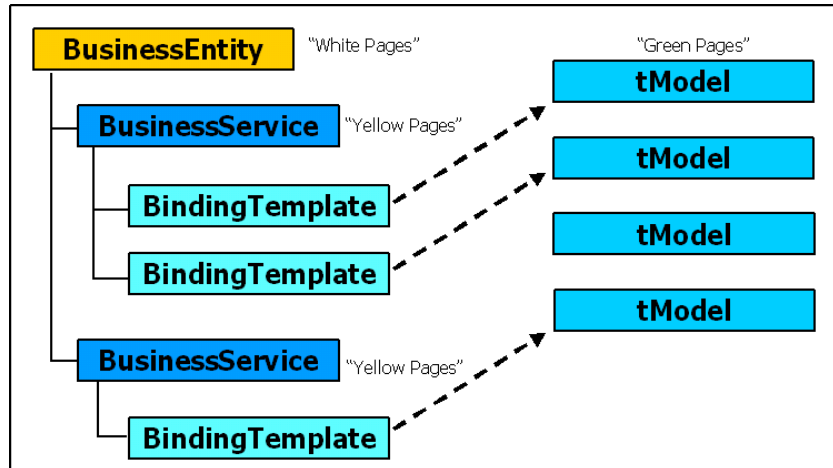 BusinessEntity
“White Pages”
“Green Pages”
tModel
BusinessService
“Yellow Pages”
tModel
BindingTemplate
tModel
BindingTemplate
tModel
BusinessService
“Yellow Pages”
BindingTemplate